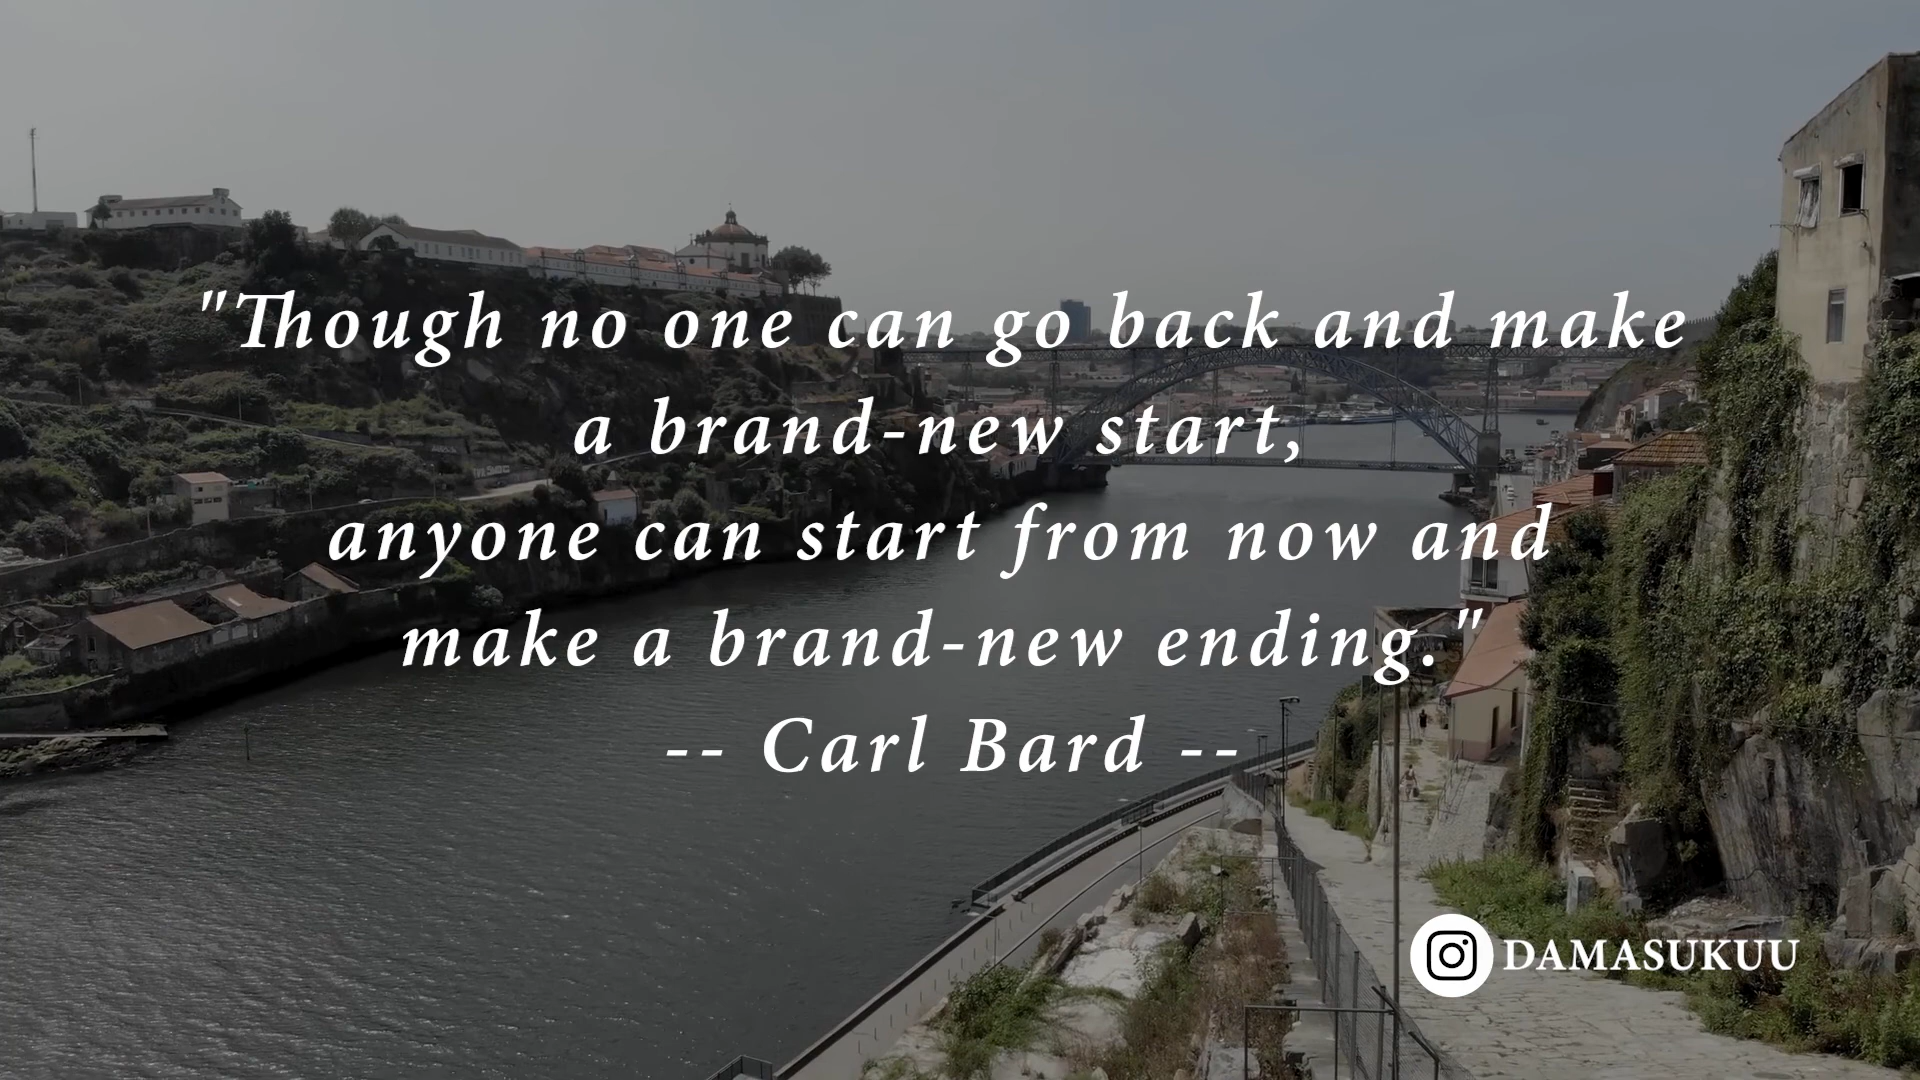 "Though no one can go back and make
a brand-new start,
anyone can start from now and
make a brand-new ending."
-- Carl Bard --
DAMASUKUU